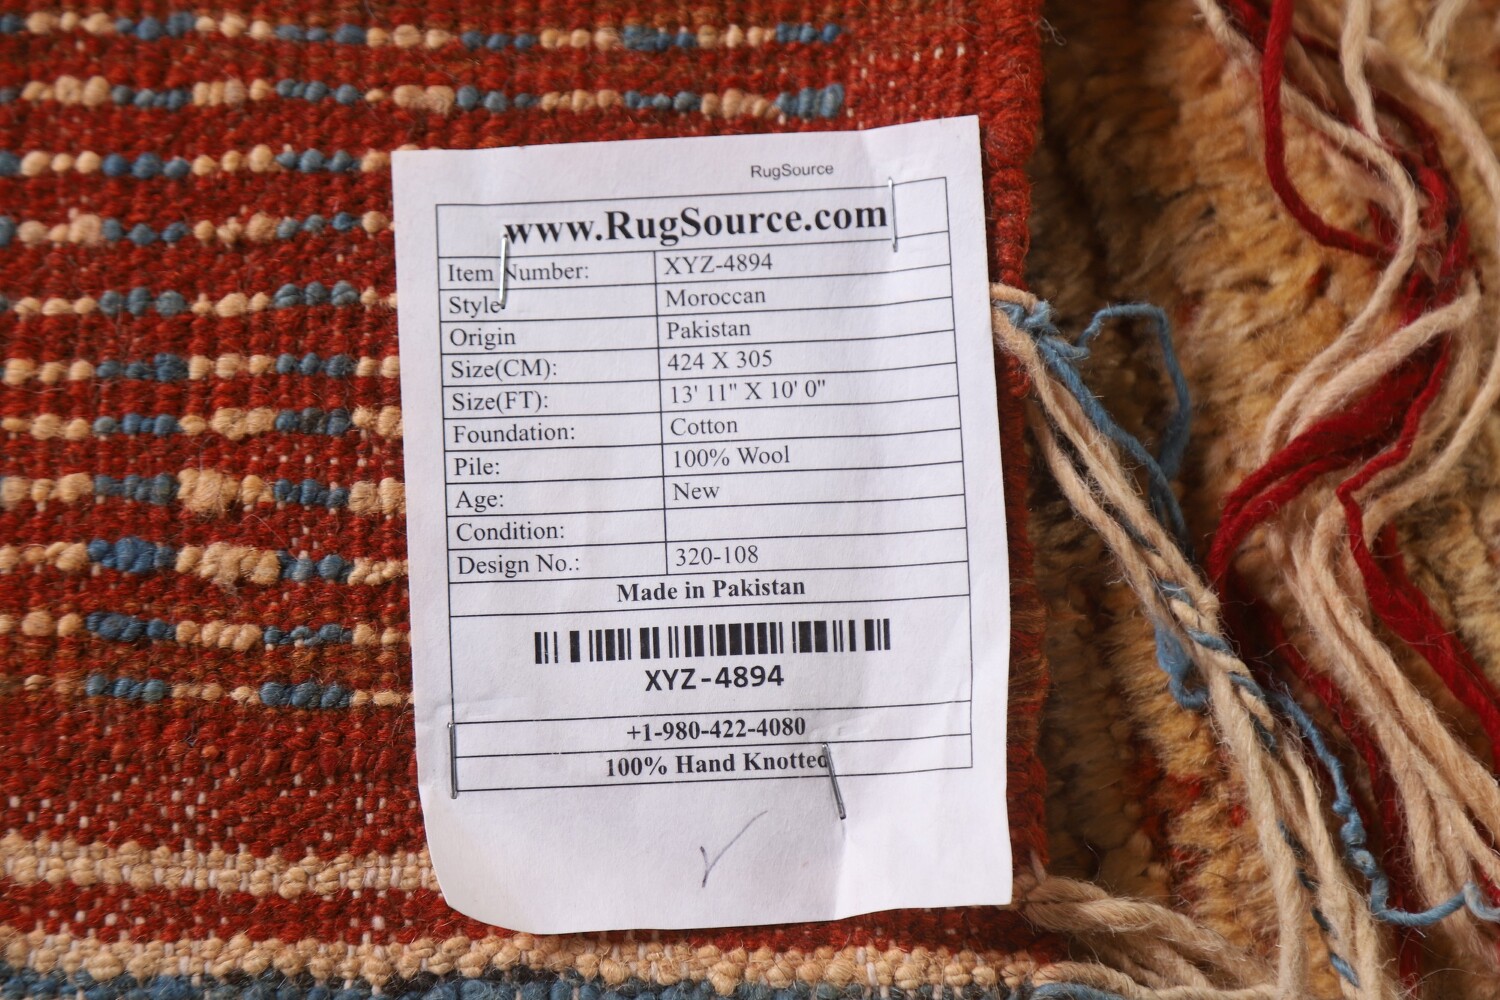 RugSource
www.RugSource.com
Item Number: XYZ-4894
Style Moroccan
Origin Pakistan
Size(CM): 424 X 305
Size(FT): 13' 11" X 10' 0"
Foundation: Cotton
Pile: 100% Wool
Age: New
Condition:
Design No.: 320-108
Made in Pakistan
XYZ-4894
+1-980-422-4080
100% Hand Knotted